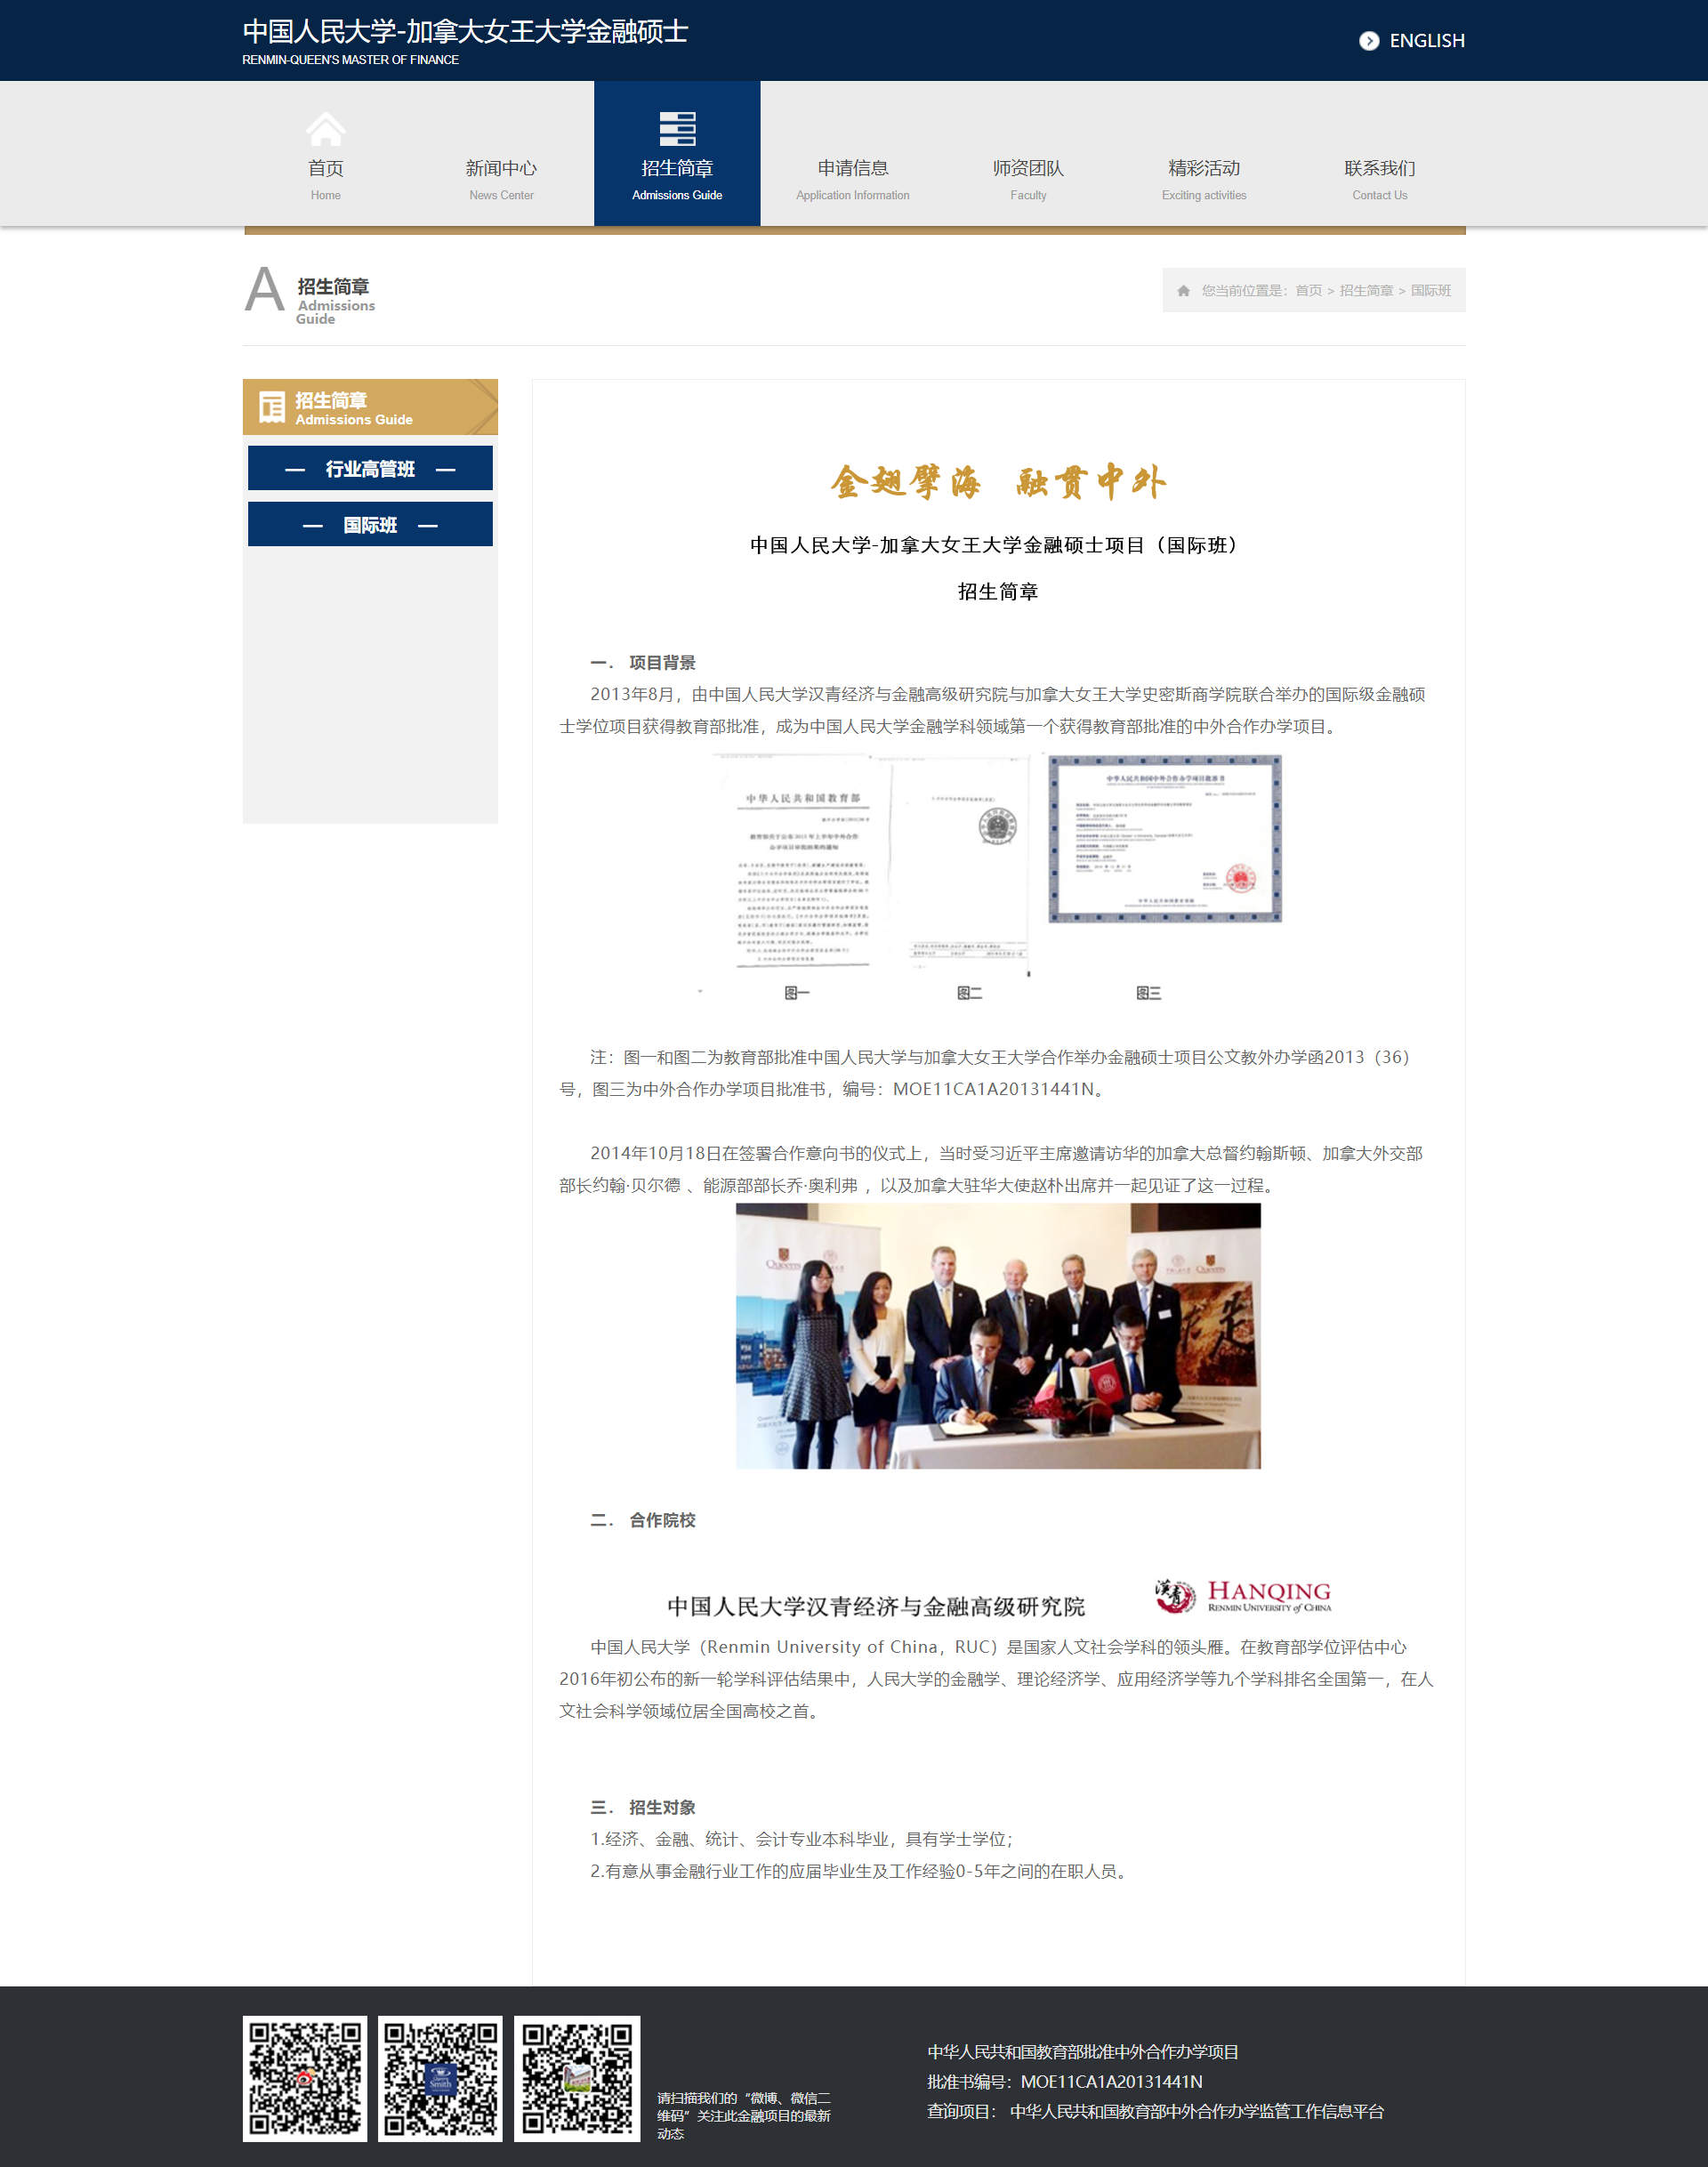 中国人民大学-加拿大女王大学金融硕士
RENMIN-QUEEN'S MASTER OF FINANCE
ENGLISH
首页
Home
新闻中心
News Center
招生简章
Admissions Guide
申请信息
Application Information
师资团队
Faculty
精彩活动
Exciting activities
联系我们
Contact Us
A 招生简章
Admissions
Guide
您当前位置是：首页 > 招生简章 > 国际班
招生简章
Admissions Guide
— 行业高管班 —
— 国际班 —
金翅擘海 融贯中外
中国人民大学-加拿大女王大学金融硕士项目（国际班）
招生简章
一． 项目背景
2013年8月，由中国人民大学汉青经济与金融高级研究院与加拿大女王大学史密斯商学院联合举办的国际级金融硕
士学位项目获得教育部批准，成为中国人民大学金融学科领域第一个获得教育部批准的中外合作办学项目。
中华人民共和国教育部
中华人民共和国中外合作办学项目批准书
图一
图二
图三
注：图一和图二为教育部批准中国人民大学与加拿大女王大学合作举办金融硕士项目公文教外办学函2013（36）
号，图三为中外合作办学项目批准书，编号：MOE11CA1A20131441N。
2014年10月18日在签署合作意向书的仪式上，当时受习近平主席邀请访华的加拿大总督约翰斯顿、加拿大外交部
部长约翰·贝尔德 、能源部部长乔·奥利弗 ，以及加拿大驻华大使赵朴出席并一起见证了这一过程。
Queen's
二． 合作院校
中国人民大学汉青经济与金融高级研究院
漢青
HANQING
RENMIN UNIVERSITY of CHINA
中国人民大学（Renmin University of China，RUC）是国家人文社会学科的领头雁。在教育部学位评估中心
2016年初公布的新一轮学科评估结果中，人民大学的金融学、理论经济学、应用经济学等九个学科排名全国第一，在人
文社会科学领域位居全国高校之首。
三． 招生对象
1.经济、金融、统计、会计专业本科毕业，具有学士学位；
2.有意从事金融行业工作的应届毕业生及工作经验0-5年之间的在职人员。
Smith
请扫描我们的“微博、微信二
维码”关注此金融项目的最新
动态
中华人民共和国教育部批准中外合作办学项目
批准书编号：MOE11CA1A20131441N
查询项目： 中华人民共和国教育部中外合作办学监管工作信息平台